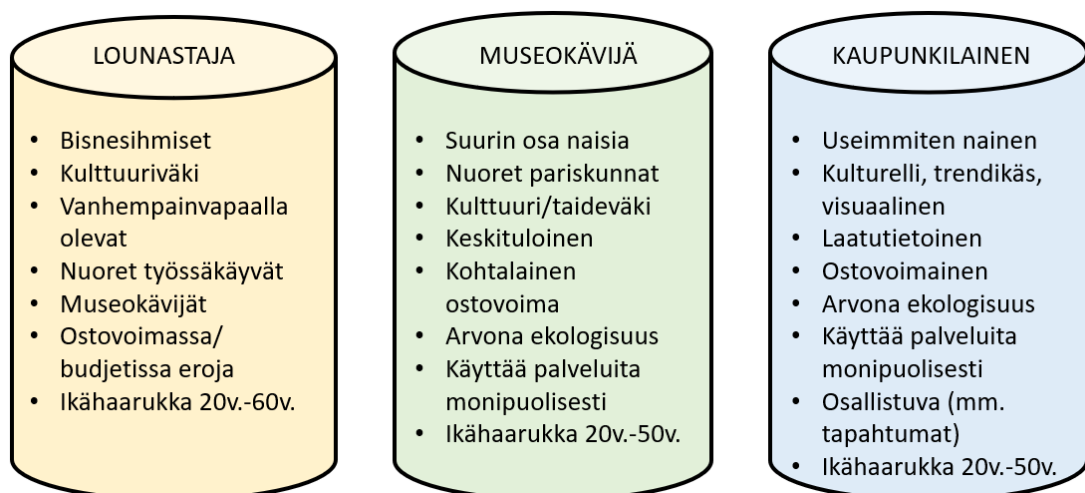 LOUNASTAJA
• Bisnesihmiset
• Kulttuuriväki
• Vanhempainvapaalla
olevat
• Nuoret työssäkäyvät
• Museokävijät
• Ostovoimassa/
budjetissa eroja
• Ikähaarukka 20v.-60v.
MUSEOKÄVIJÄ
• Suurin osa naisia
• Nuoret pariskunnat
• Kulttuuri/taideväki
• Keskituloinen
• Kohtalainen
ostovoima
• Arvona ekologisuus
• Käyttää palveluita
monipuolisesti
• Ikähaarukka 20v.-50v.
KAUPUNKILAINEN
• Useimmiten nainen
• Kulturelli, trendikäs,
visuaalinen
• Laatutietoinen
• Ostovoimainen
• Arvona ekologisuus
• Käyttää palveluita
monipuolisesti
• Osallistuva (mm.
tapahtumat)
• Ikähaarukka 20v.-50v.